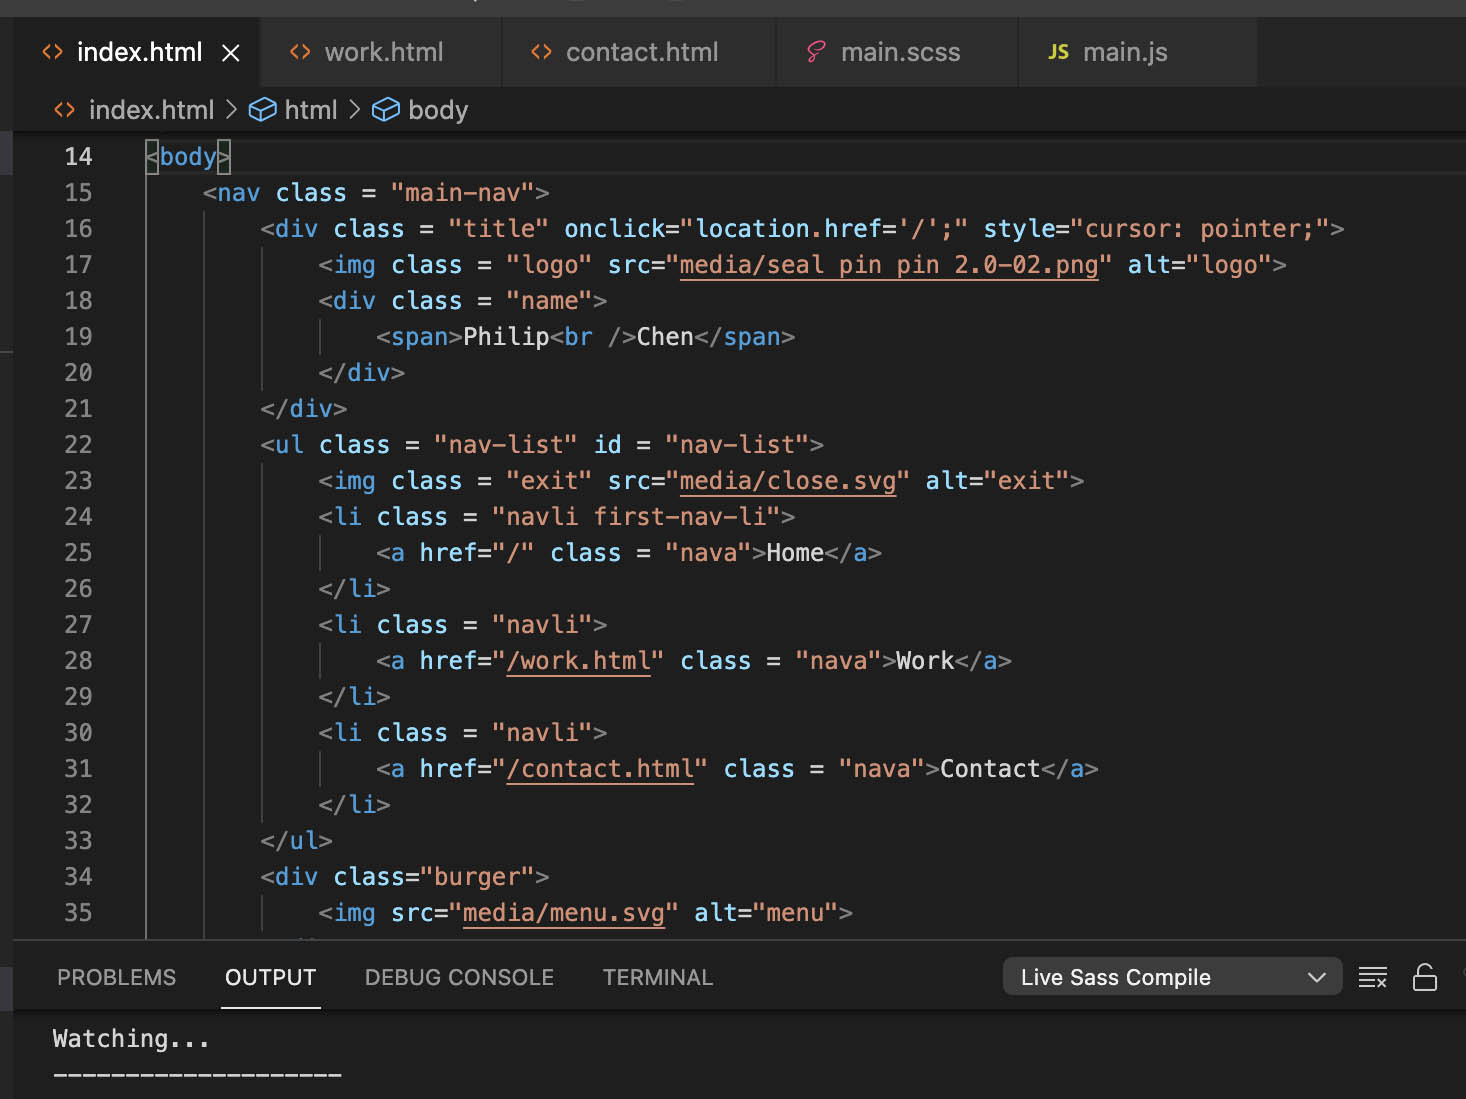 index.html work.html contact.html main.scss JS main.js
index.html > html > body
14 <body>
15 <nav class = "main-nav">
16 <div class = "title" onclick="location.href='/';" style="cursor: pointer;">
17 <img class = "logo" src="media/seal pin pin 2.0-02.png" alt="logo">
18 <div class = "name">
19 <span>Philip<br />Chen</span>
20 </div>
21 </div>
22 <ul class = "nav-list" id = "nav-list">
23 <img class = "exit" src="media/close.svg" alt="exit">
24 <li class = "navli first-nav-li">
25 <a href="/" class = "nava">Home</a>
26 </li>
27 <li class = "navli">
28 <a href="/work.html" class = "nava">Work</a>
29 </li>
30 <li class = "navli">
31 <a href="/contact.html" class = "nava">Contact</a>
32 </li>
33 </ul>
34 <div class="burger">
35 <img src="media/menu.svg" alt="menu">
PROBLEMS OUTPUT DEBUG CONSOLE TERMINAL Live Sass Compile
Watching...
--------------------